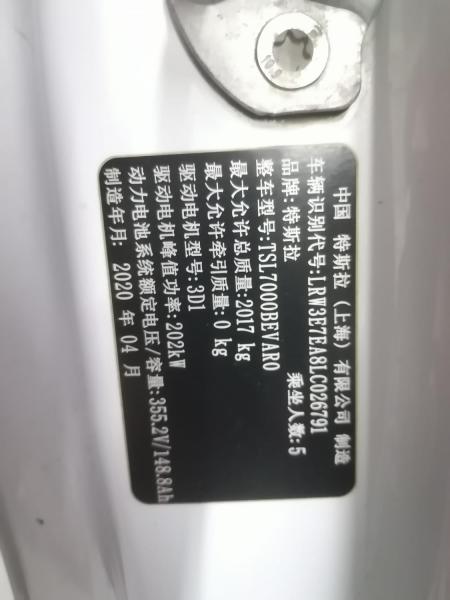 中国 特斯拉（上海）有限公司 制造
车辆识别代号:LRW3E7EA8LC026791
品牌:特斯拉 乘坐人数:5
整车型号:TSL7000BEVAR0
最大允许总质量:2017 kg
最大允许牵引质量:0 kg
驱动电机型号:3D1
驱动电机峰值功率:202kW
动力电池系统额定电压/容量:355.2V/148.8Ah
制造年月: 2020 年 04 月